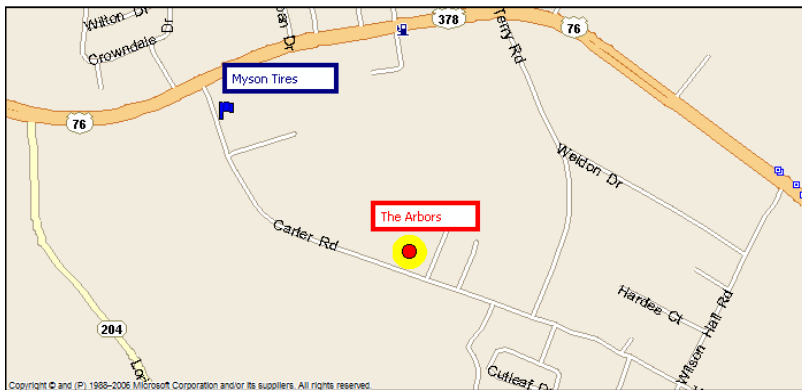 Wilton Dr
Crowndale Dr
Dr
378
Terry Rd
76
Myson Tires
76
Weldon Dr
The Arbors
Carter Rd
Hardee Ct
Wilson Hall Rd
204
Cutleaf Dr
Copyright © and (P) 1988–2006 Microsoft Corporation and/or its suppliers. All rights reserved.